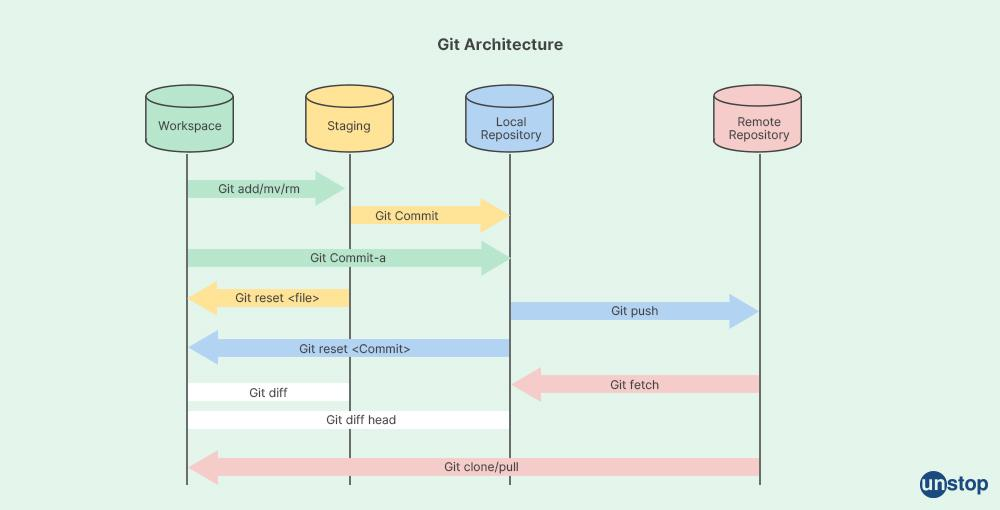 Git Architecture
Workspace
Staging
Local
Repository
Remote
Repository
Git add/mv/rm
Git Commit
Git Commit-a
Git reset <file>
Git push
Git reset <Commit>
Git fetch
Git diff
Git diff head
Git clone/pull
unstop